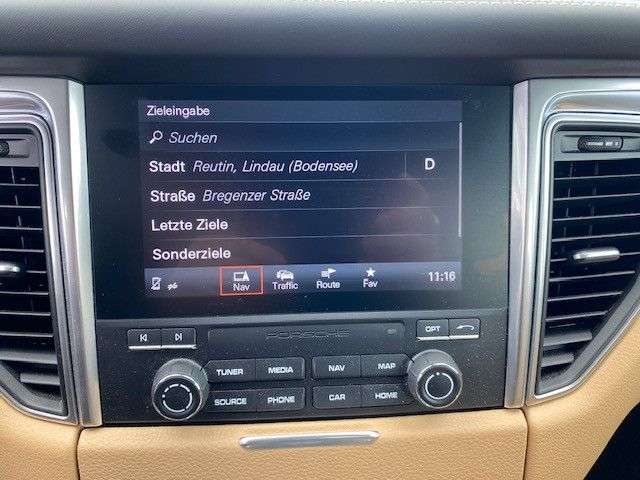 Zieleingabe
Suchen
Stadt Reutin, Lindau (Bodensee) D
Straße Bregenzer Straße
Letzte Ziele
Sonderziele
Nav Traffic Route Fav 11:16
PORSCHE OPT
TUNER MEDIA NAV MAP
SOURCE PHONE CAR HOME